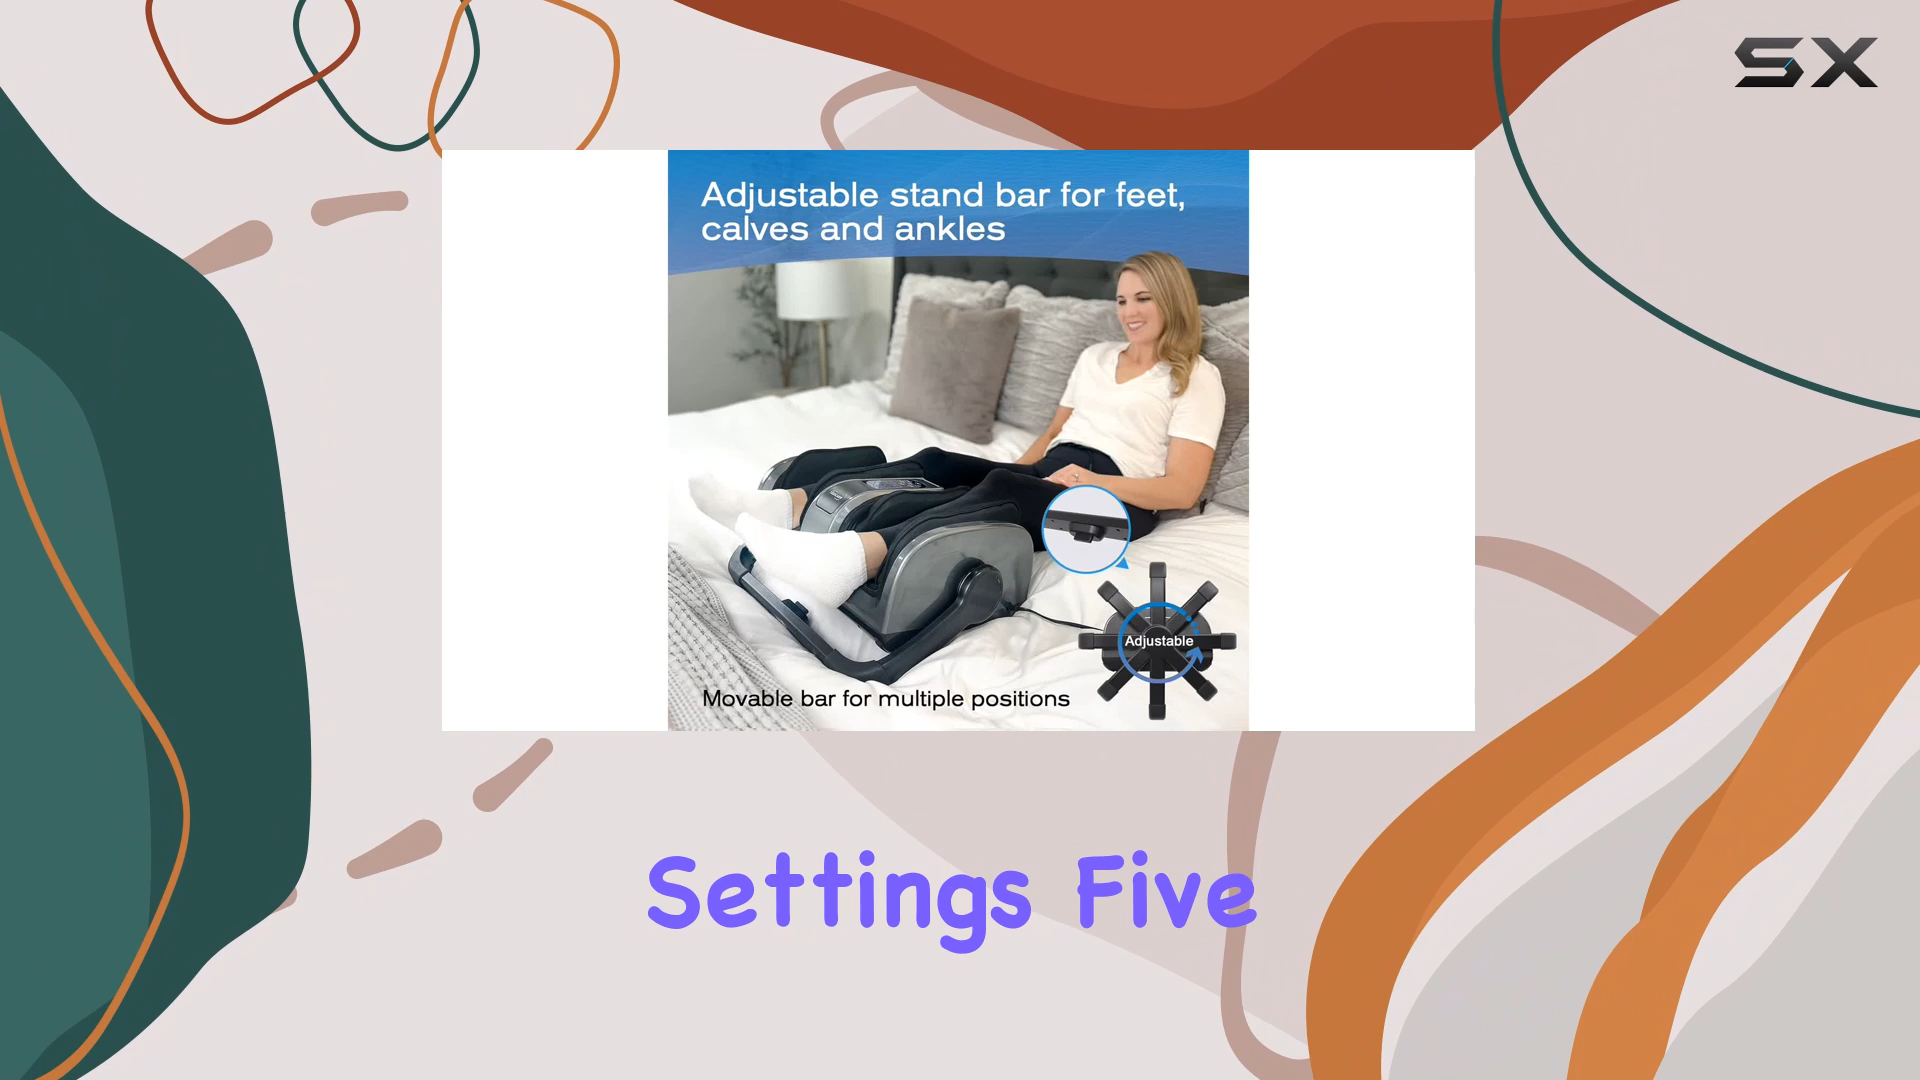 SX
Adjustable stand bar for feet,
calves and ankles
Adjustable
Movable bar for multiple positions
Settings Five